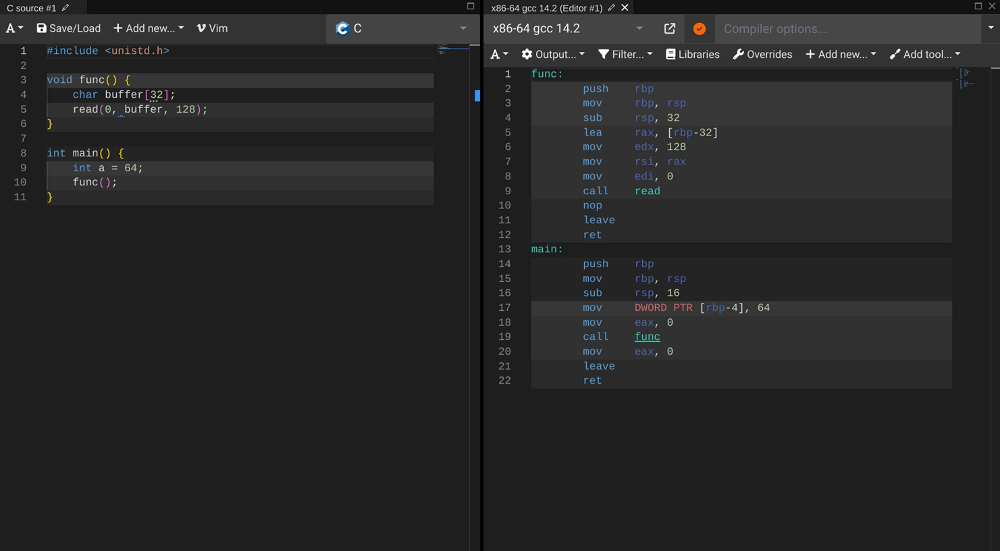 C source #1
A Save/Load Add new... Vim C
1 #include <unistd.h>
2
3 void func() {
4 char buffer[32];
5 read(0, buffer, 128);
6 }
7
8 int main() {
9 int a = 64;
10 func();
11 }
x86-64 gcc 14.2 (Editor #1)
x86-64 gcc 14.2 Compiler options...
A Output... Filter... Libraries Overrides Add new... Add tool...
1 func:
2 push rbp
3 mov rbp, rsp
4 sub rsp, 32
5 lea rax, [rbp-32]
6 mov edx, 128
7 mov rsi, rax
8 mov edi, 0
9 call read
10 nop
11 leave
12 ret
13 main:
14 push rbp
15 mov rbp, rsp
16 sub rsp, 16
17 mov DWORD PTR [rbp-4], 64
18 mov eax, 0
19 call func
20 mov eax, 0
21 leave
22 ret